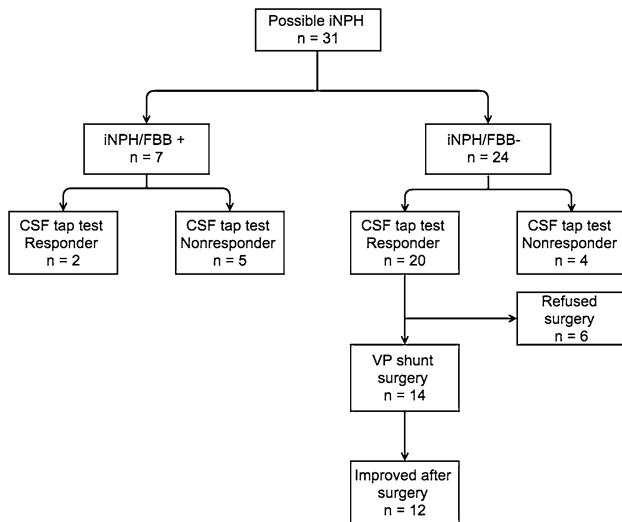 Possible iNPH
n = 31
iNPH/FBB +
n = 7
iNPH/FBB-
n = 24
CSF tap test
Responder
n = 2
CSF tap test
Nonresponder
n = 5
CSF tap test
Responder
n = 20
CSF tap test
Nonresponder
n = 4
Refused
surgery
n = 6
VP shunt
surgery
n = 14
Improved after
surgery
n = 12